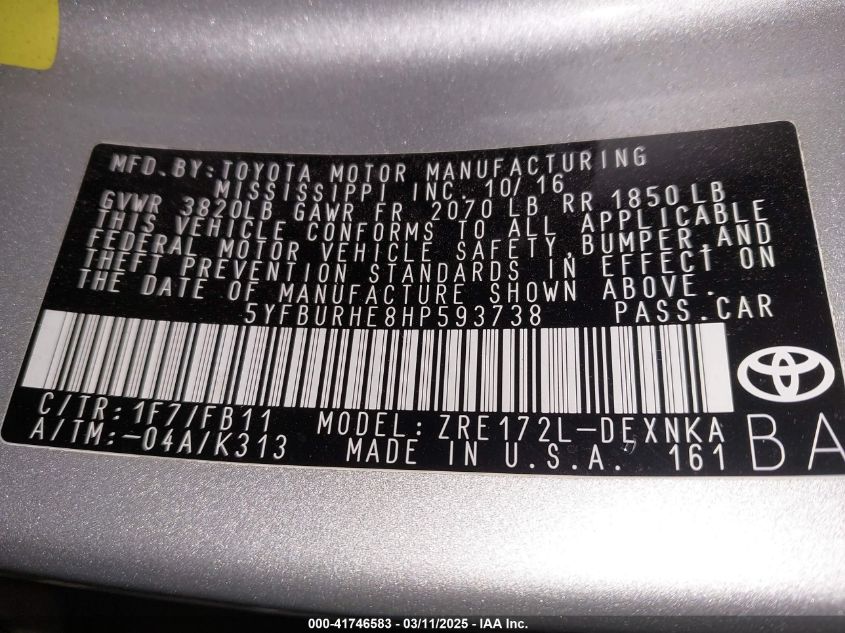 MFD. BY: TOYOTA MOTOR MANUFACTURING
MISSISSIPPI INC. 10/16
GVWR 3820LB GAWR FR 2070 LB RR 1850 LB
THIS VEHICLE CONFORMS TO ALL APPLICABLE
FEDERAL MOTOR VEHICLE SAFETY, BUMPER, AND
THEFT PREVENTION STANDARDS IN EFFECT ON
THE DATE OF MANUFACTURE SHOWN ABOVE.
5YFBURHE8HP593738 PASS. CAR
C/TR: 1F7/FB11 MODEL: ZRE172L-DEXNKA
A/TM: -04A/K313 MADE IN U.S.A. 161 BA
000-41746583 - 03/11/2025 - IAA Inc.